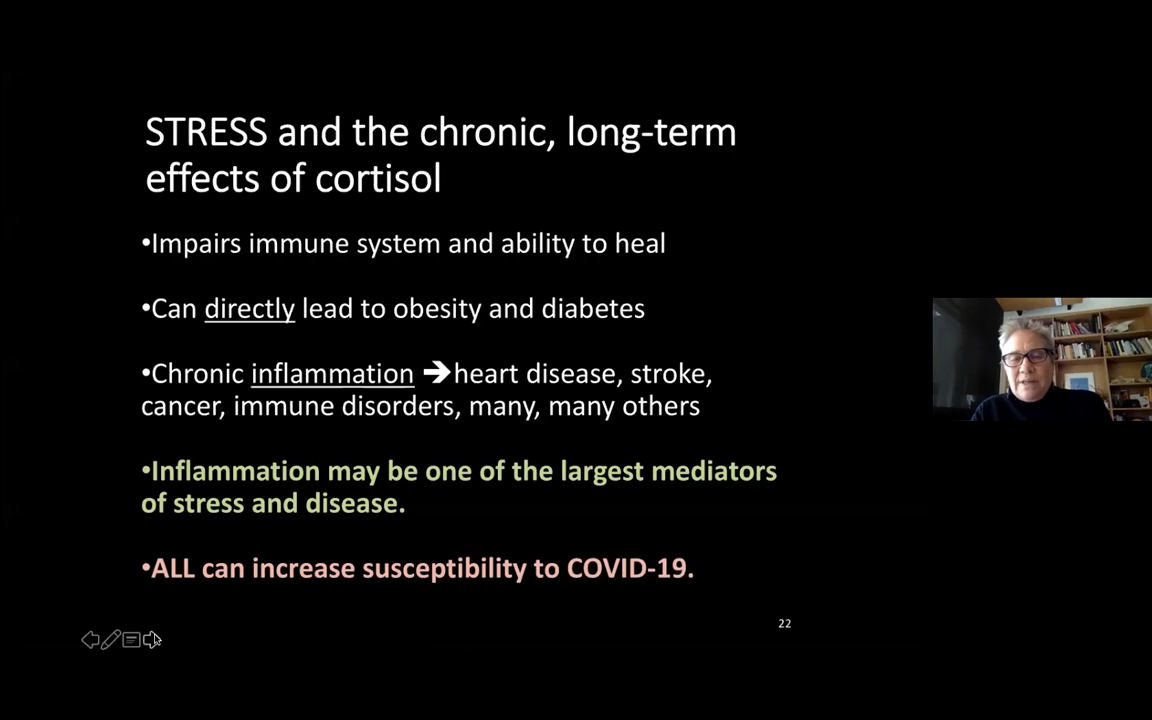 STRESS and the chronic, long-term
effects of cortisol
•Impairs immune system and ability to heal
•Can directly lead to obesity and diabetes
•Chronic inflammation ➔heart disease, stroke,
cancer, immune disorders, many, many others
•Inflammation may be one of the largest mediators
of stress and disease.
•ALL can increase susceptibility to COVID-19.
22